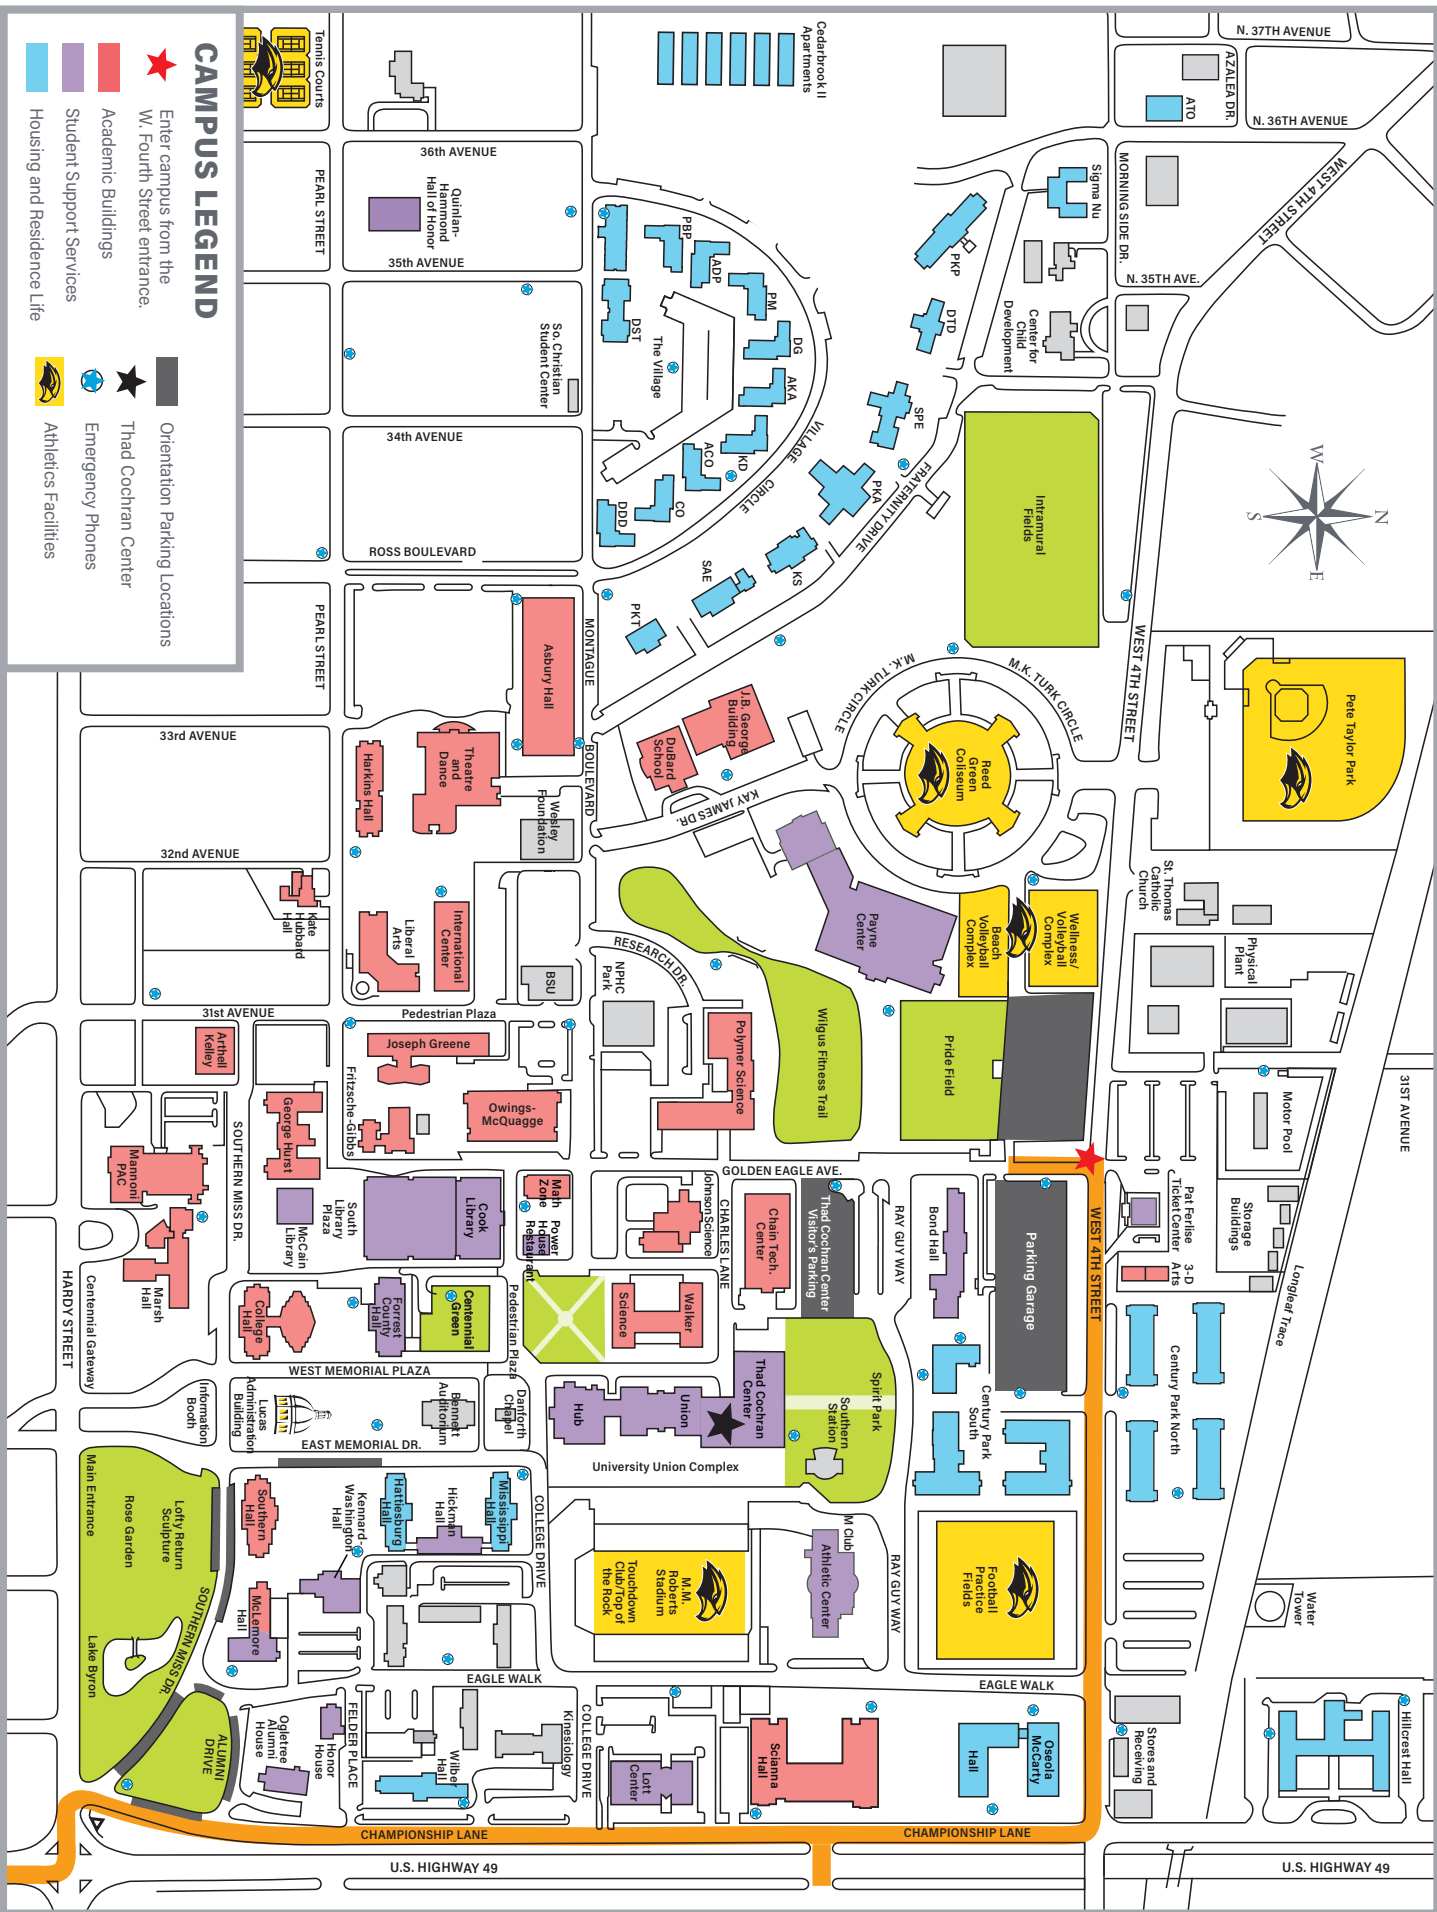 CAMPUS LEGEND
Enter campus from the
W. Fourth Street entrance.
Academic Buildings
Student Support Services
Housing and Residence Life
Orientation Parking Locations
Thad Cochran Center
Emergency Phones
Athletics Facilities
N
W
E
S
N. 37TH AVENUE
AZALEA DR.
N. 36TH AVENUE
ATO
WEST 4TH STREET
MORNING SIDE DR.
N. 35TH AVE.
Sigma Nu
Center for
Child
Development
Cedarbrook II
Apartments
Tennis Courts
36th AVENUE
PEARL STREET
Quinlan-
Hammond
Hall of Honor
35th AVENUE
So. Christian
Student Center
34th AVENUE
ROSS BOULEVARD
PBP
ADP
PM
DG
AKA
KD
ACO
CO
DDD
DST
The Village
VILLAGE
CIRCLE
PKP
DTD
SPE
PKA
KS
SAE
PKT
FRATERNITY DRIVE
Intramural
Fields
WEST 4TH STREET
Pete Taylor Park
M.K. TURK CIRCLE
M.K. TURK CIRCLE
Reed
Green
Coliseum
PEARL STREET
MONTAGUE
BOULEVARD
Asbury Hall
J.B. George
Building
DuBard
School
KAY JAMES DR.
33rd AVENUE
Harkins Hall
Theatre
and
Dance
Wesley
Foundation
32nd AVENUE
Kate
Hubbard
Hall
Liberal
Arts
International
Center
BSU
RESEARCH DR.
NPHC
Park
Payne
Center
Beach
Volleyball
Complex
Wellness/
Volleyball
Complex
St. Thomas
Catholic
Church
Physical
Plant
31ST AVENUE
31st AVENUE
Pedestrian Plaza
Arthell
Kelley
Joseph Greene
Fritzsche-Gibbs
Owings-
McQuagge
Polymer Science
Wilgus Fitness Trail
Pride Field
Motor Pool
George Hurst
SOUTHERN MISS DR.
Mannoni
PAC
Marsh
Hall
McCain
Library
South
Library
Plaza
Cook
Library
Math
Zone
Power
House
Restaurant
GOLDEN EAGLE AVE.
Johnson Science
CHARLES LANE
Chain Tech.
Center
Thad Cochran Center
Visitor's Parking
RAY GUY WAY
Bond Hall
Parking Garage
WEST 4TH STREET
Pat Ferlise
Ticket Center
3-D
Arts
Storage
Buildings
Longleaf Trace
HARDY STREET
Centennial Gateway
College
Hall
Forrest
County
Hall
Centennial
Green
Pedestrian Plaza
Walker
Science
Century Park North
Century Park
South
Spirit Park
Southern
Station
WEST MEMORIAL PLAZA
Information
Booth
Lucas
Administration
Building
Bennett
Auditorium
Danforth
Chapel
EAST MEMORIAL DR.
Hub
Union
Thad Cochran
Center
University Union Complex
Main Entrance
Rose Garden
Lofty Return
Sculpture
Lake Byron
SOUTHERN MISS DR.
Southern
Hall
Kennard-
Washington
Hall
Hattiesburg
Hall
Hickman
Hall
Mississippi
Hall
COLLEGE DRIVE
McLemore
Hall
M.M.
Roberts
Stadium
Touchdown
Club/Top of
the Rock
M Club
Athletic Center
RAY GUY WAY
Football
Practice
Fields
Water
Tower
EAGLE WALK
EAGLE WALK
ALUMNI
DRIVE
Ogletree
Alumni
House
Honor
House
FELDER PLACE
Wilber
Hall
Kinesiology
COLLEGE DRIVE
Lott
Center
Scianna
Hall
Oseola
McCarty
Hall
Stores and
Receiving
Hillcrest Hall
CHAMPIONSHIP LANE
CHAMPIONSHIP LANE
U.S. HIGHWAY 49
U.S. HIGHWAY 49